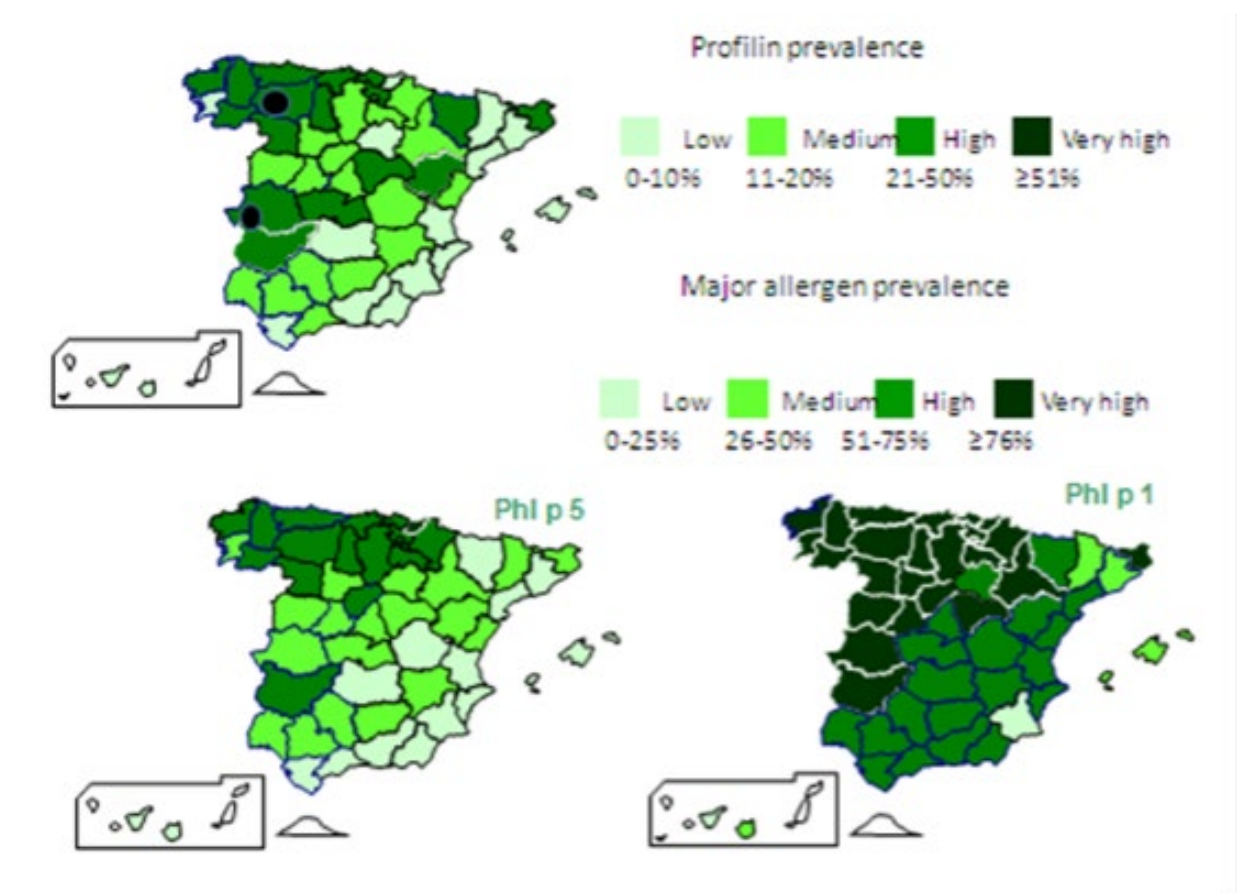 Profilin prevalence
Low Medium High Very high
0-10% 11-20% 21-50% ≥51%
Major allergen prevalence
Low Medium High Very high
0-25% 26-50% 51-75% ≥76%
Phl p 5
Phl p 1